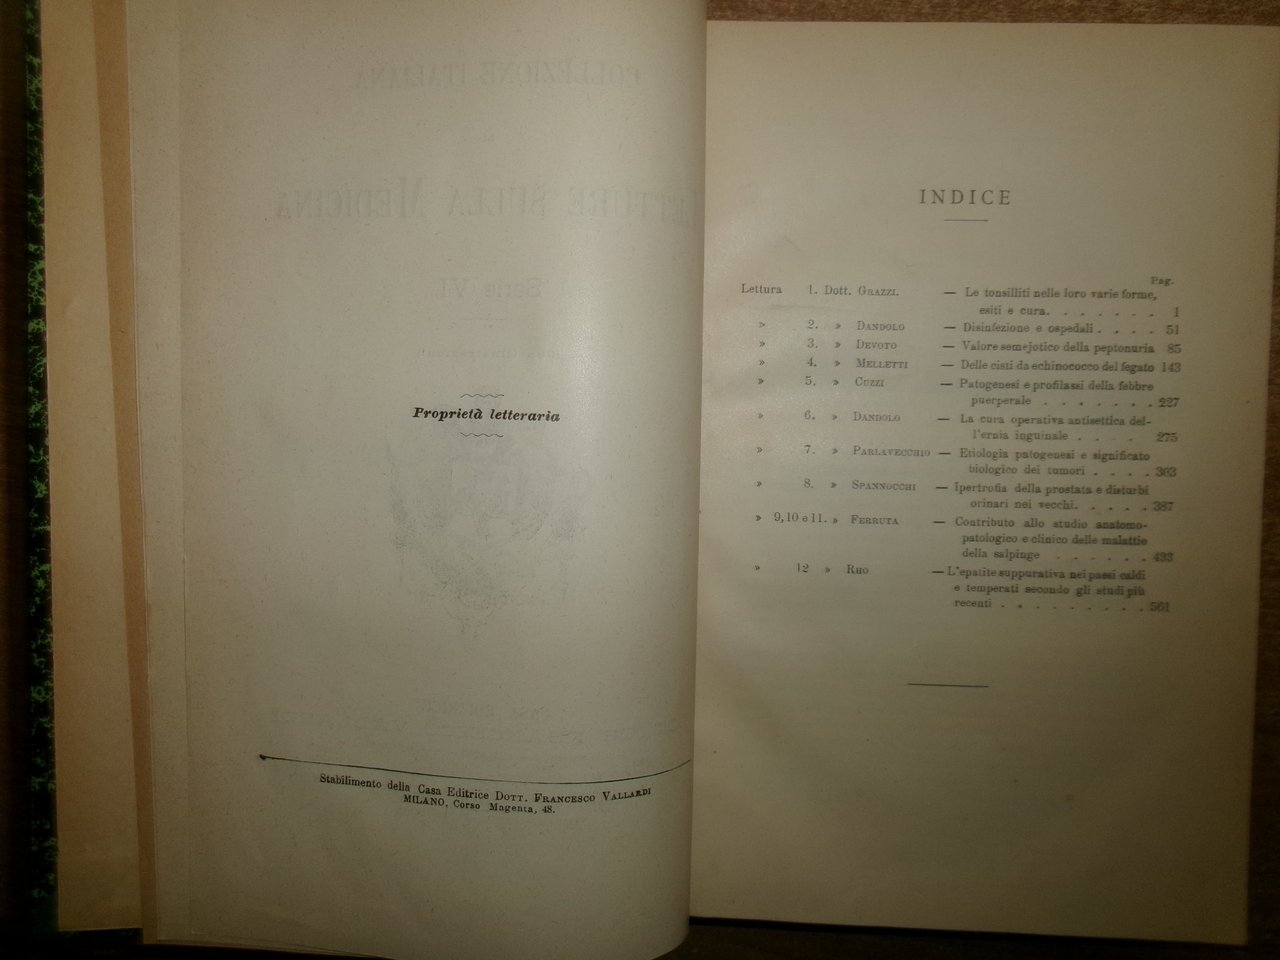 Proprietà letteraria
Stabilimento della Casa Editrice DOTT. FRANCESCO VALLARDI
MILANO, Corso Magenta, 48.
INDICE
Pag.
Lettura 1. Dott. GRAZZI. — Le tonsilliti nelle loro varie forme,
esiti e cura. . . . . . . 1
» 2. » DANDOLO — Disinfezione e ospedali . . . . 51
» 3. » DEVOTO — Valore semejotico della peptonuria 85
» 4. » MELLETTI — Delle cisti da echinococco del fegato 143
» 5. » CUZZI — Patogenesi e profilassi della febbre
puerperale . . . . . . . 227
» 6. » DANDOLO — La cura operativa antisettica del-
l'ernia inguinale . . . . 275
» 7. » PARLAVECCHIO — Etiologia patogenesi e significato
biologico dei tumori . . . . 303
» 8. » SPANNOCCHI — Ipertrofia della prostata e disturbi
orinari nei vecchi. . . . . 387
» 9, 10 e 11. » FERRUTA — Contributo allo studio anatomo-
patologico e clinico delle malattie
della salpinge . . . . . . 433
» 12 » RHO — L'epatite suppurativa nei paesi caldi
e temperati secondo gli studi più
recenti . . . . . . . . . 561